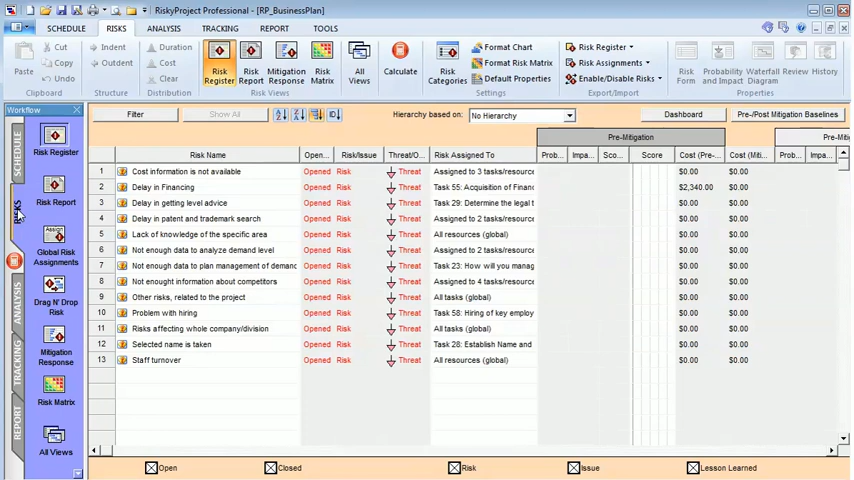 RiskyProject Professional - [RP_BusinessPlan]
SCHEDULE RISKS ANALYSIS TRACKING REPORT TOOLS
Paste Cut Copy Undo
Indent Outdent
Duration Cost Clear
Risk Register Risk Report Mitigation Response Risk Matrix All Views Calculate Risk Categories
Format Chart Format Risk Matrix Default Properties
Risk Register Risk Assignments Enable/Disable Risks
Risk Form Probability and Impact Waterfall Diagram Review History
Clipboard Structure Distribution Risk Views Settings Export/Import Properties
Workflow
SCHEDULE
RISKS
ANALYSIS
TRACKING
REPORT
Risk Register
Risk Report
Assign
Global Risk Assignments
Drag N' Drop Risk
Mitigation Response
Risk Matrix
All Views
Filter Show All ID Hierarchy based on: No Hierarchy Dashboard Pre-/Post Mitigation Baselines
Pre-Mitigation Pre-Miti
Risk Name Open... Risk/Issue Threat/O... Risk Assigned To Prob... Impa... Sco... Score Cost (Pre-... Cost (Miti... Prob... Impa...
1 Cost information is not available Opened Risk Threat Assigned to 3 tasks/resource $0.00 $0.00
2 Delay in Financing Opened Risk Threat Task 55: Acquisition of Financ $2,340.00 $0.00
3 Delay in getting level advice Opened Risk Threat Task 29: Determine the legal t $0.00 $0.00
4 Delay in patent and trademark search Opened Risk Threat Assigned to 2 tasks/resource $0.00 $0.00
5 Lack of knowledge of the specific area Opened Risk Threat All resources (global) $0.00 $0.00
6 Not enough data to analyze demand level Opened Risk Threat Assigned to 2 tasks/resource $0.00 $0.00
7 Not enough data to plan management of demand Opened Risk Threat Task 23: How will you manag $0.00 $0.00
8 Not enought information about competitors Opened Risk Threat Assigned to 4 tasks/resource $0.00 $0.00
9 Other risks, related to the project Opened Risk Threat All tasks (global) $0.00 $0.00
10 Problem with hiring Opened Risk Threat Task 58: Hiring of key employ $0.00 $0.00
11 Risks affecting whole company/division Opened Risk Threat All tasks (global) $0.00 $0.00
12 Selected name is taken Opened Risk Threat Task 28: Establish Name and $0.00 $0.00
13 Staff turnover Opened Risk Threat All resources (global) $0.00 $0.00
Open Closed Risk Issue Lesson Learned